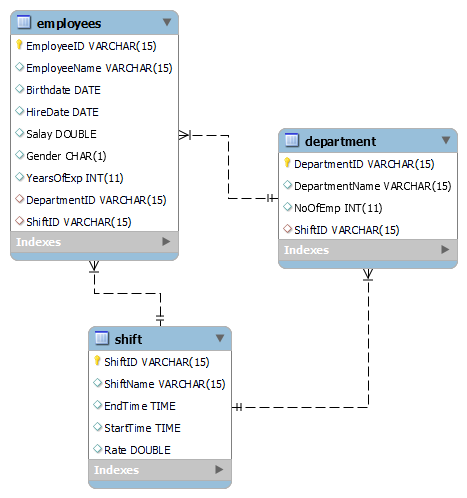 employees
EmployeeID VARCHAR(15)
EmployeeName VARCHAR(15)
Birthdate DATE
HireDate DATE
Salay DOUBLE
Gender CHAR(1)
YearsOfExp INT(11)
DepartmentID VARCHAR(15)
ShiftID VARCHAR(15)
Indexes
department
DepartmentID VARCHAR(15)
DepartmentName VARCHAR(15)
NoOfEmp INT(11)
ShiftID VARCHAR(15)
Indexes
shift
ShiftID VARCHAR(15)
ShiftName VARCHAR(15)
EndTime TIME
StartTime TIME
Rate DOUBLE
Indexes